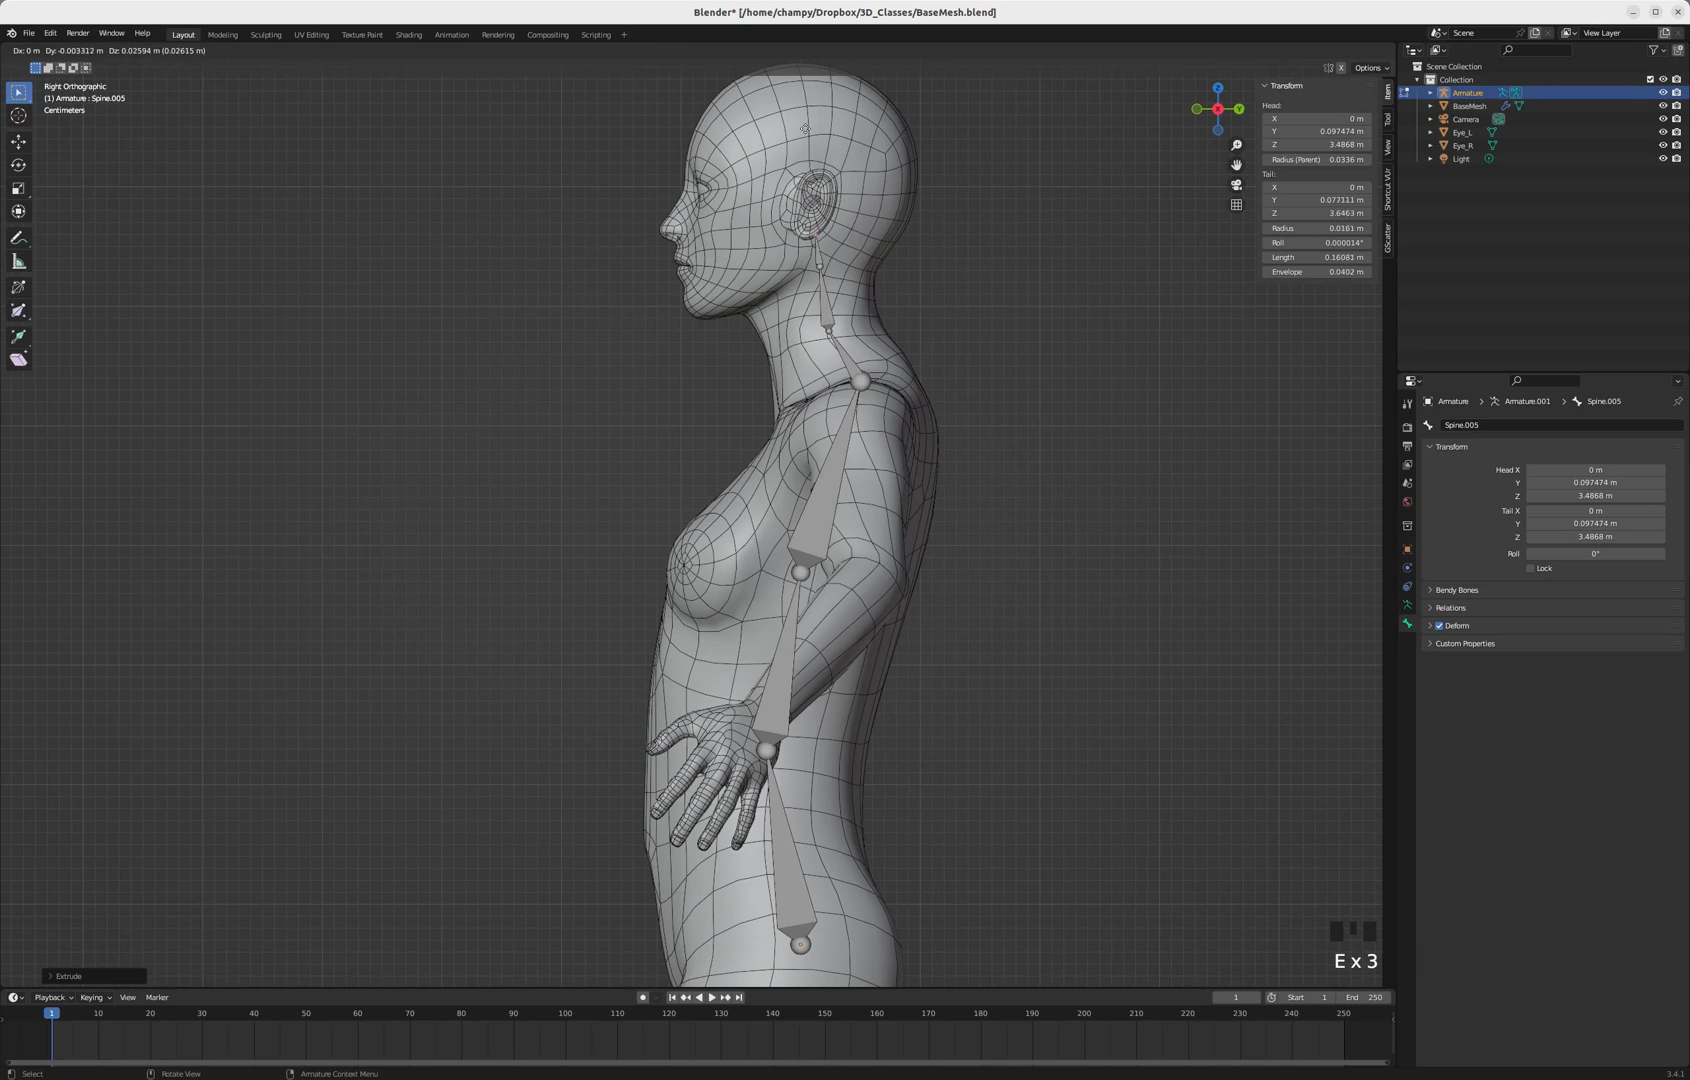 Blender* [/home/champy/Dropbox/3D_Classes/BaseMesh.blend]
File Edit Render Window Help Layout Modeling Sculpting UV Editing Texture Paint Shading Animation Rendering Compositing Scripting +
Scene
View Layer
Dx: 0 m Dy: -0.003312 m Dz: 0.02594 m (0.02615 m)
X Options
Right Orthographic
(1) Armature : Spine.005
Centimeters
Z
X
Y
Transform
Head:
X 0 m
Y 0.097474 m
Z 3.4868 m
Radius (Parent) 0.0336 m
Tail:
X 0 m
Y 0.077111 m
Z 3.6463 m
Radius 0.0161 m
Roll 0.000014°
Length 0.16081 m
Envelope 0.0402 m
Item
Tool
View
Shortcut VUr
GScatter
Scene Collection
Collection
Armature
BaseMesh
Camera
Eye_L
Eye_R
Light
Armature > Armature.001 > Spine.005
Spine.005
Transform
Head X 0 m
Y 0.097474 m
Z 3.4868 m
Tail X 0 m
Y 0.097474 m
Z 3.4868 m
Roll 0°
Lock
Bendy Bones
Relations
Deform
Custom Properties
E x 3
Extrude
Playback Keying View Marker
1
Start 1
End 250
1 10 20 30 40 50 60 70 80 90 100 110 120 130 140 150 160 170 180 190 200 210 220 230 240 250
Select
Rotate View
Armature Context Menu
3.4.1